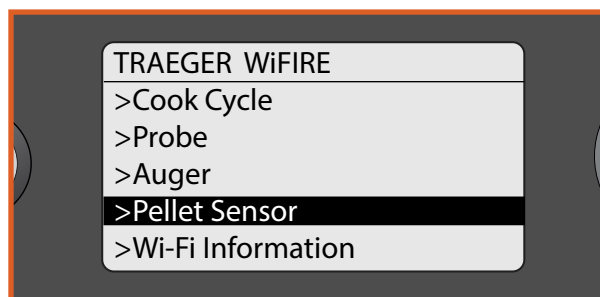 TRAEGER WiFIRE
>Cook Cycle
>Probe
>Auger
>Pellet Sensor
>Wi-Fi Information